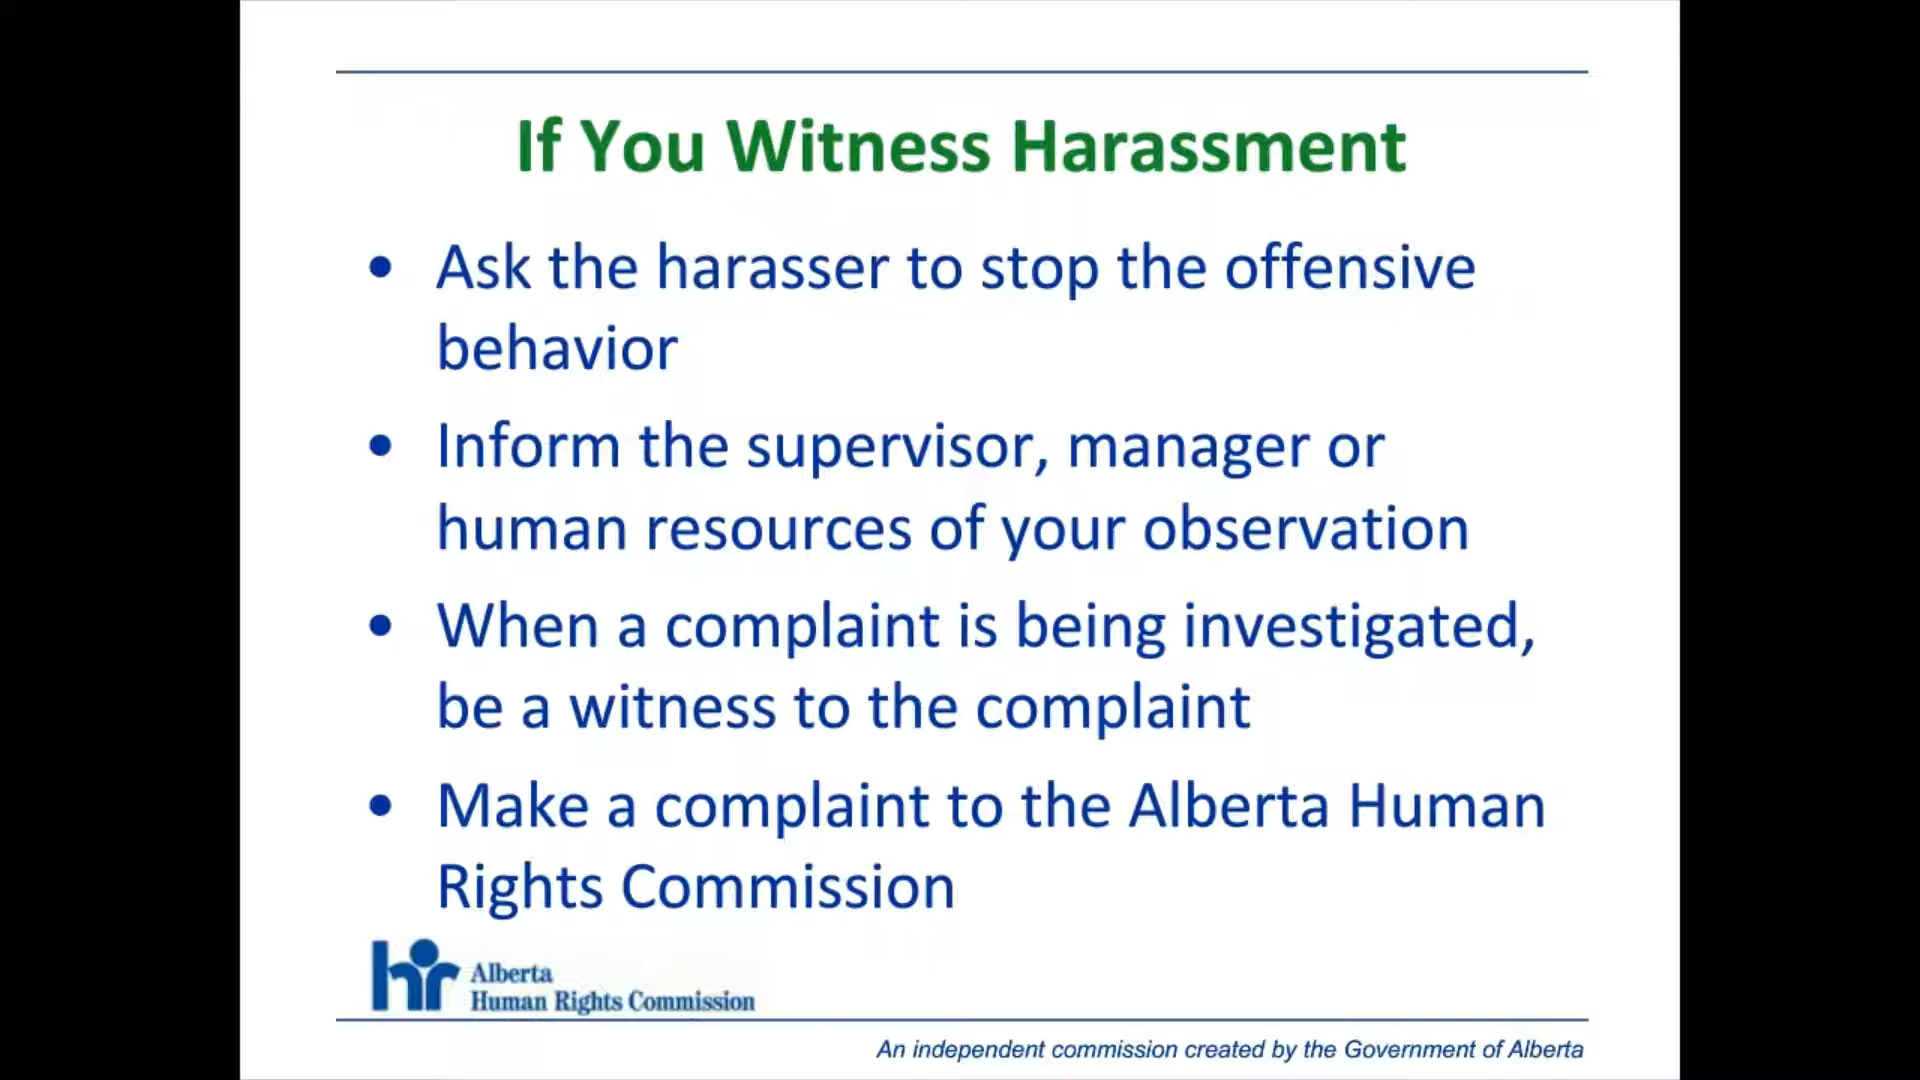 If You Witness Harassment
• Ask the harasser to stop the offensive
behavior
• Inform the supervisor, manager or
human resources of your observation
• When a complaint is being investigated,
be a witness to the complaint
• Make a complaint to the Alberta Human
Rights Commission
hr Alberta
Human Rights Commission
An independent commission created by the Government of Alberta